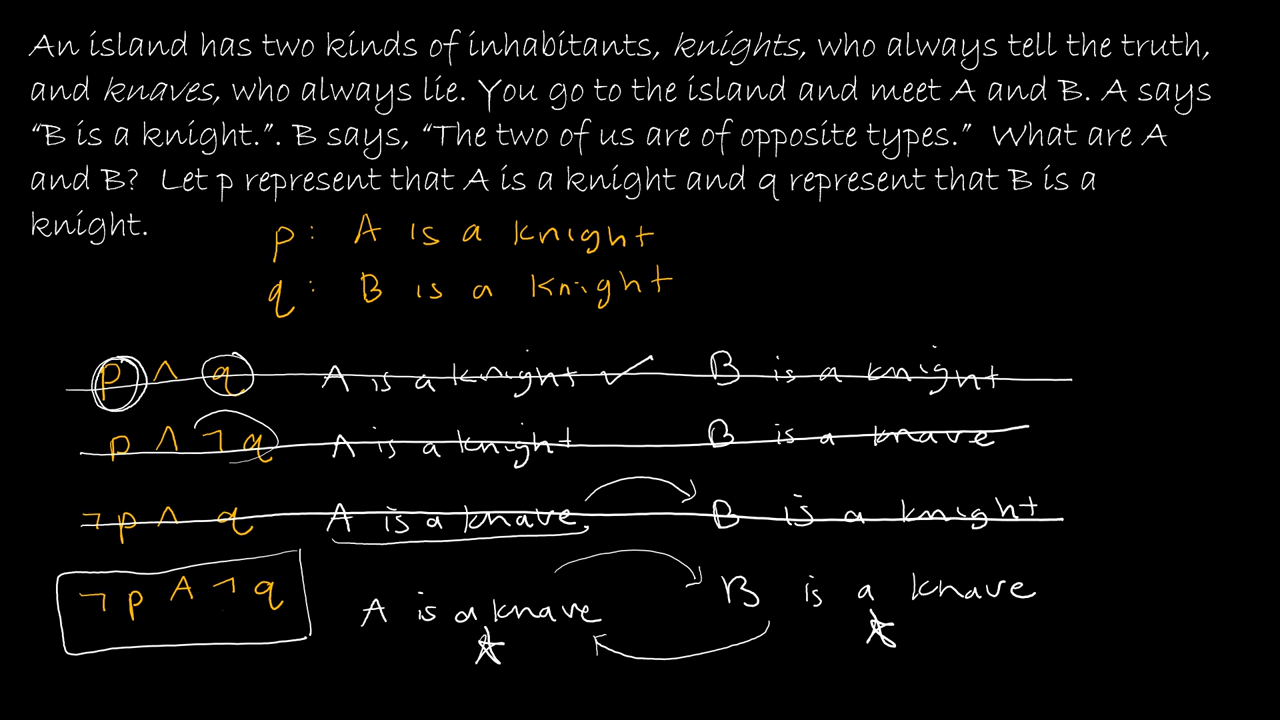 An island has two kinds of inhabitants, knights, who always tell the truth,
and knaves, who always lie. You go to the island and meet A and B. A says
“B is a knight.”. B says, “The two of us are of opposite types.” What are A
and B? Let p represent that A is a knight and q represent that B is a
knight.
p: A is a knight
q: B is a knight
p ∧ q A is a knight ✓ B is a knight
p ∧ ¬q A is a knight B is a knave
¬p ∧ q A is a knave, B is a knight
¬p ∧ ¬q A is a knave B is a knave